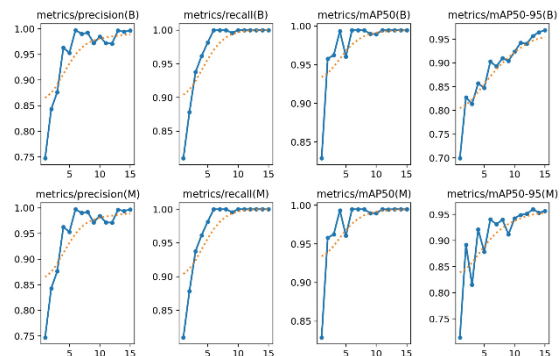 metrics/precision(B) metrics/recall(B) metrics/mAP50(B) metrics/mAP50-95(B)
1.00 1.00 1.00 0.95
0.95 0.95 0.95 0.90
0.90 0.90 0.90 0.85
0.85 0.85 0.85 0.80
0.80 0.75
0.75 0.70
5 10 15 5 10 15 5 10 15 5 10 15
metrics/precision(M) metrics/recall(M) metrics/mAP50(M) metrics/mAP50-95(M)
1.00 1.00 1.00 0.95
0.95 0.95 0.95 0.90
0.90 0.90 0.90 0.85
0.85 0.85 0.85 0.80
0.80 0.75
0.75
5 10 15 5 10 15 5 10 15 5 10 15